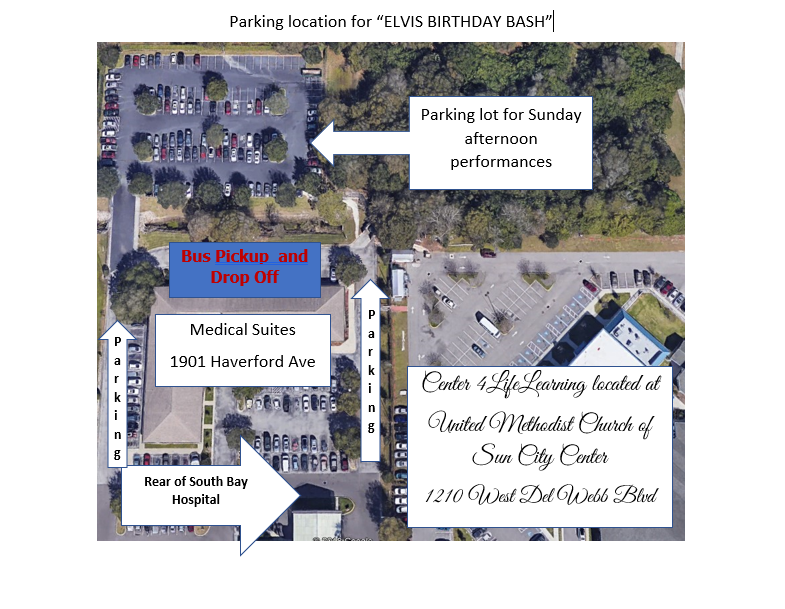 Parking location for “ELVIS BIRTHDAY BASH”
Parking lot for Sunday
afternoon
performances
Bus Pickup and
Drop Off
Medical Suites
1901 Haverford Ave
Parking
Parking
Center 4LifeLearning located at
United Methodist Church of
Sun City Center
1210 West Del Webb Blvd
Rear of South Bay
Hospital